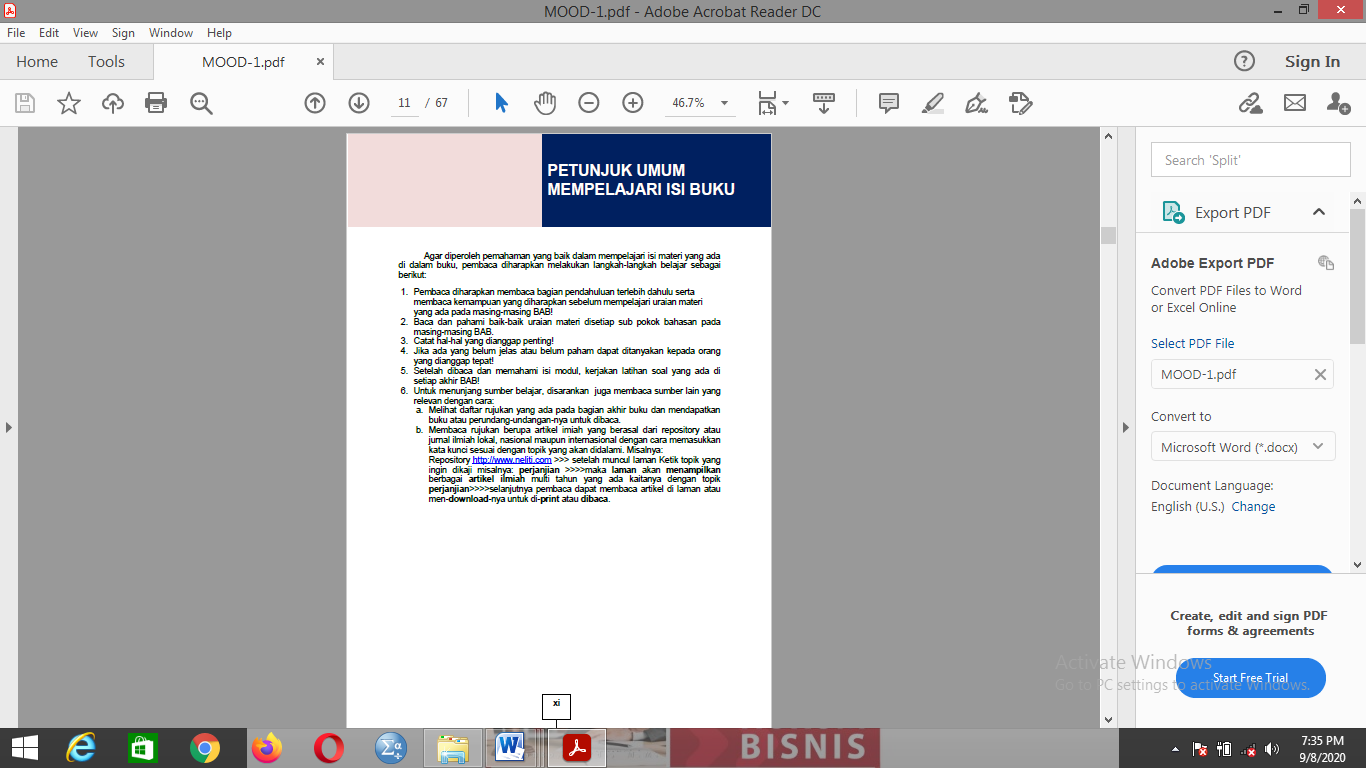 MOOD-1.pdf - Adobe Acrobat Reader DC
File Edit View Sign Window Help
Home Tools MOOD-1.pdf × Sign In
11 / 67 46.7%
PETUNJUK UMUM
MEMPELAJARI ISI BUKU
Agar diperoleh pemahaman yang baik dalam mempelajari isi materi yang ada
di dalam buku, pembaca diharapkan melakukan langkah-langkah belajar sebagai
berikut:
1. Pembaca diharapkan membaca bagian pendahuluan terlebih dahulu serta
membaca kemampuan yang diharapkan sebelum mempelajari uraian materi
yang ada pada masing-masing BAB!
2. Baca dan pahami baik-baik uraian materi disetiap sub pokok bahasan pada
masing-masing BAB.
3. Catat hal-hal yang dianggap penting!
4. Jika ada yang belum jelas atau belum paham dapat ditanyakan kepada orang
yang dianggap tepat!
5. Setelah dibaca dan memahami isi modul, kerjakan latihan soal yang ada di
setiap akhir BAB!
6. Untuk menunjang sumber belajar, disarankan juga membaca sumber lain yang
relevan dengan cara:
a. Melihat daftar rujukan yang ada pada bagian akhir buku dan mendapatkan
buku atau perundang-undangan-nya untuk dibaca.
b. Membaca rujukan berupa artikel imiah yang berasal dari repository atau
jurnal ilmiah lokal, nasional maupun internasional dengan cara memasukkan
kata kunci sesuai dengan topik yang akan didalami. Misalnya:
Repository http://www.neliti.com >>> setelah muncul laman Ketik topik yang
ingin dikaji misalnya: perjanjian >>>>maka laman akan menampilkan
berbagai artikel ilmiah multi tahun yang ada kaitanya dengan topik
perjanjian>>>>selanjutnya pembaca dapat membaca artikel di laman atau
men-download-nya untuk di-print atau dibaca.
xi
Search 'Split'
Export PDF
Adobe Export PDF
Convert PDF Files to Word
or Excel Online
Select PDF File
MOOD-1.pdf
Convert to
Microsoft Word (*.docx)
Document Language:
English (U.S.) Change
Create, edit and sign PDF
forms & agreements
Start Free Trial
Activate Windows
Go to PC settings to activate Windows.
BISNIS
7:35 PM
9/8/2020